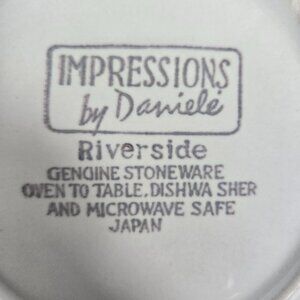 IMPRESSIONS
by Daniele
Riverside
GENUINE STONEWARE
OVEN TO TABLE, DISHWA SHER
AND MICROWAVE SAFE
JAPAN